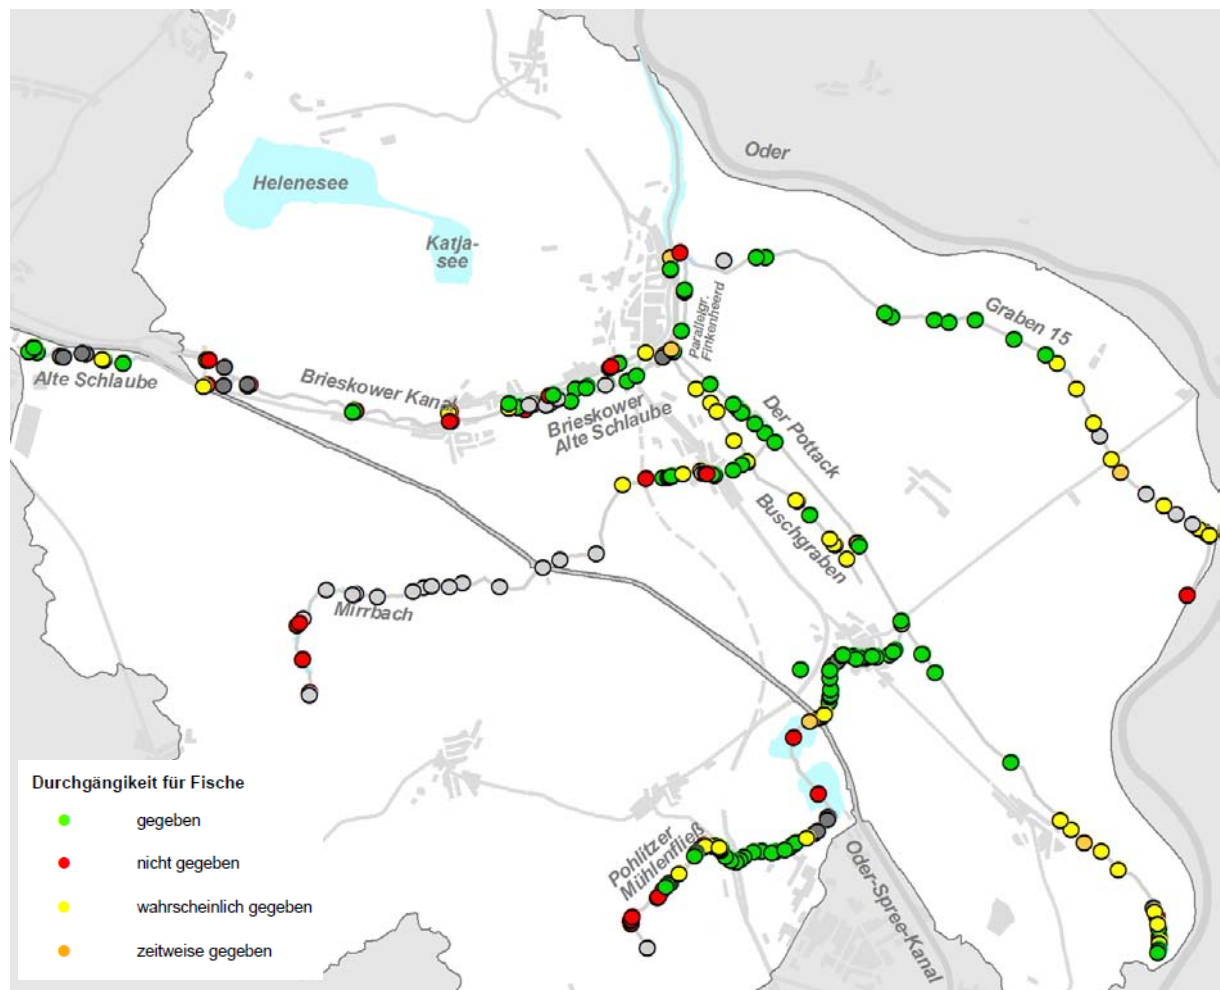 Oder
Helenesee
Katja-
see
Parallelgr.
Finkenheerd
Graben 15
Alte Schlaube
Brieskower Kanal
Brieskower
Alte Schlaube
Der Pottack
Buschgraben
Mirrbach
Pohlitzer
Mühlenfließ
Oder-Spree-Kanal
Durchgängikeit für Fische
gegeben
nicht gegeben
wahrscheinlich gegeben
zeitweise gegeben